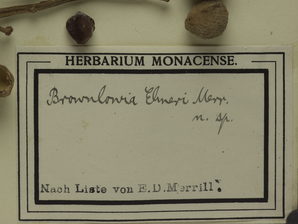 HERBARIUM MONACENSE.
Brownlowia Elmeri Merr.
n. sp.
Nach Liste von E.D.Merrill.